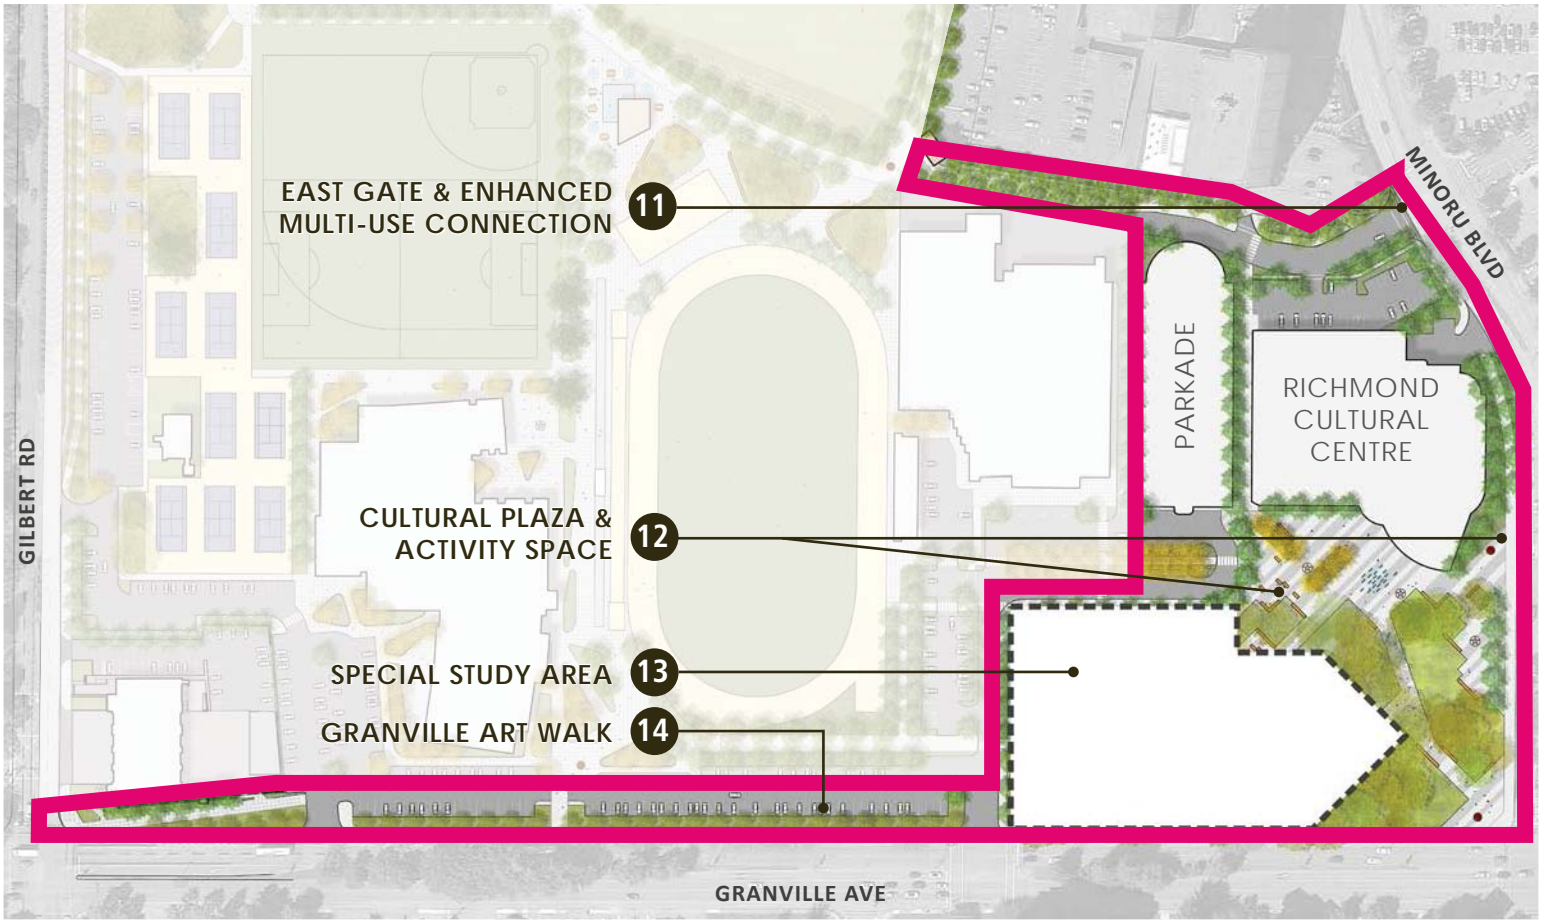 EAST GATE & ENHANCED
MULTI-USE CONNECTION
11
MINORU BLVD
PARKADE
RICHMOND
CULTURAL
CENTRE
GILBERT RD
CULTURAL PLAZA &
ACTIVITY SPACE
12
SPECIAL STUDY AREA
13
GRANVILLE ART WALK
14
GRANVILLE AVE